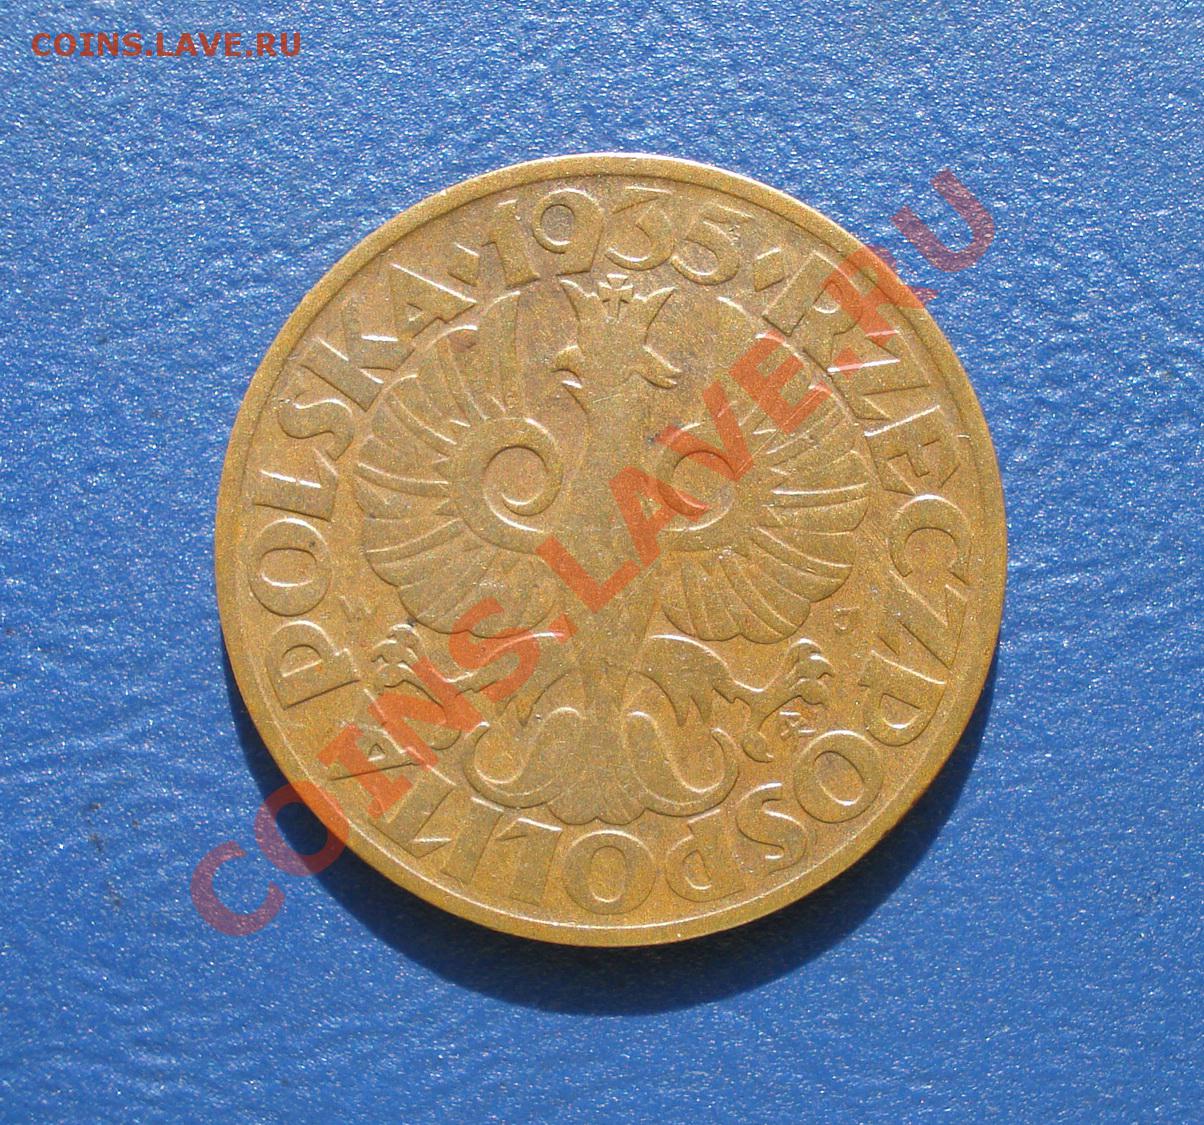 COINS.LAVE.RU
· 1935 ·
RZECZPOSPOLITA POLSKA
COINS.LAVE.RU